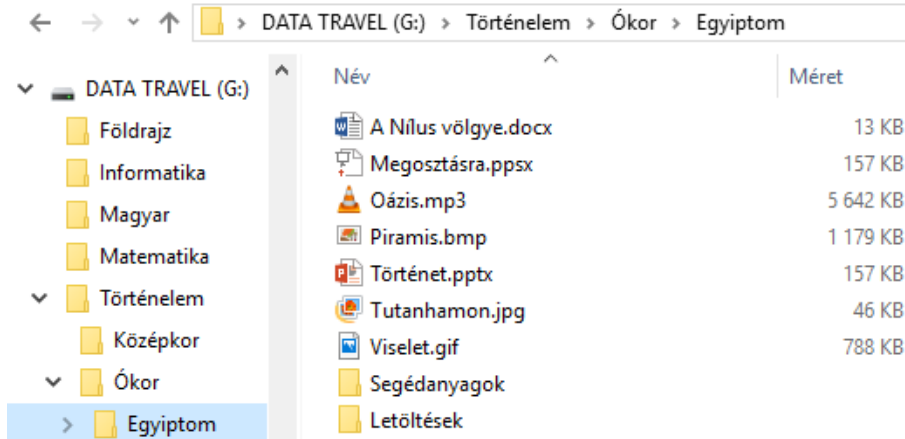 DATA TRAVEL (G:) > Történelem > Ókor > Egyiptom
DATA TRAVEL (G:)
Földrajz
Informatika
Magyar
Matematika
Történelem
Középkor
Ókor
Egyiptom
Név Méret
A Nílus völgye.docx 13 KB
Megosztásra.ppsx 157 KB
Oázis.mp3 5 642 KB
Piramis.bmp 1 179 KB
Történet.pptx 157 KB
Tutanhamon.jpg 46 KB
Viselet.gif 788 KB
Segédanyagok
Letöltések